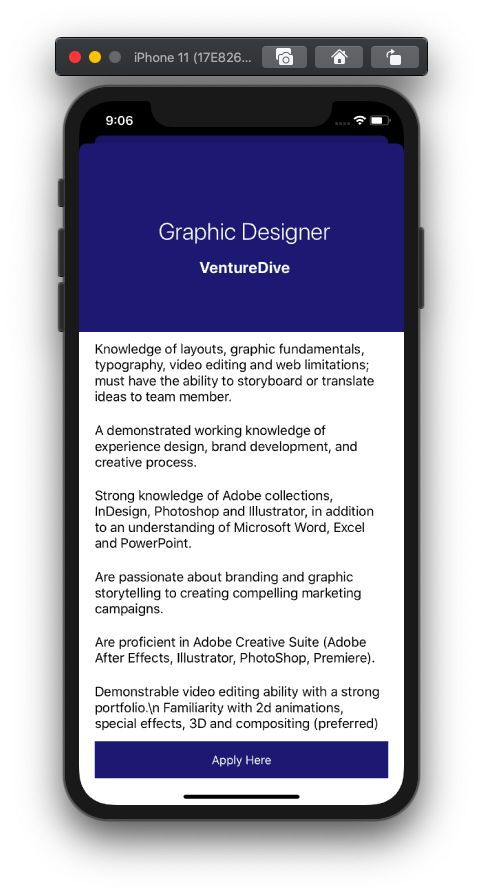 iPhone 11 (17E826...
9:06
Graphic Designer
VentureDive
Knowledge of layouts, graphic fundamentals,
typography, video editing and web limitations;
must have the ability to storyboard or translate
ideas to team member.
A demonstrated working knowledge of
experience design, brand development, and
creative process.
Strong knowledge of Adobe collections,
InDesign, Photoshop and Illustrator, in addition
to an understanding of Microsoft Word, Excel
and PowerPoint.
Are passionate about branding and graphic
storytelling to creating compelling marketing
campaigns.
Are proficient in Adobe Creative Suite (Adobe
After Effects, Illustrator, PhotoShop, Premiere).
Demonstrable video editing ability with a strong
portfolio.\n Familiarity with 2d animations,
special effects, 3D and compositing (preferred)
Apply Here